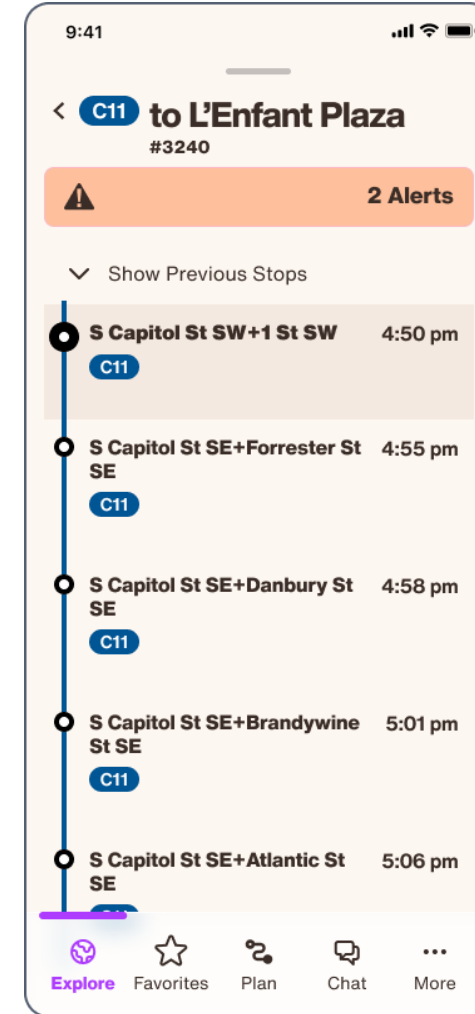 9:41
C11 to L’Enfant Plaza
#3240
2 Alerts
Show Previous Stops
S Capitol St SW+1 St SW 4:50 pm
C11
S Capitol St SE+Forrester St 4:55 pm
SE
C11
S Capitol St SE+Danbury St 4:58 pm
SE
C11
S Capitol St SE+Brandywine 5:01 pm
St SE
C11
S Capitol St SE+Atlantic St 5:06 pm
SE
Explore Favorites Plan Chat More